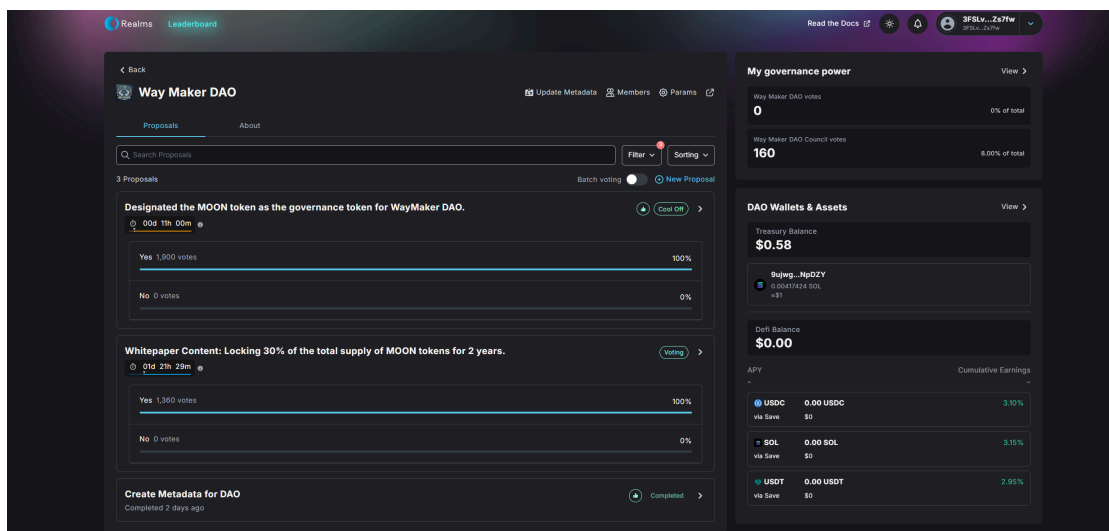 Realms
Leaderboard
Read the Docs
3FSLv...Zs7fw
3FSLv...Zs7fw
Back
Way Maker DAO
Update Metadata
Members
Params
Proposals
About
Search Proposals
Filter
3
Sorting
3 Proposals
Batch voting
New Proposal
Designated the MOON token as the governance token for WayMaker DAO.
Cool Off
00d 11h 00m
Yes 1,900 votes
100%
No 0 votes
0%
Whitepaper Content: Locking 30% of the total supply of MOON tokens for 2 years.
Voting
01d 21h 29m
Yes 1,360 votes
100%
No 0 votes
0%
Create Metadata for DAO
Completed
Completed 2 days ago
My governance power
View
Way Maker DAO votes
0
0% of total
Way Maker DAO Council votes
160
8.00% of total
DAO Wallets & Assets
View
Treasury Balance
$0.58
9ujwg...NpDZY
0.00417424 SOL
≈$1
Defi Balance
$0.00
APY
Cumulative Earnings
-
-
USDC
0.00 USDC
3.10%
via Save
$0
SOL
0.00 SOL
3.15%
via Save
$0
USDT
0.00 USDT
2.95%
via Save
$0